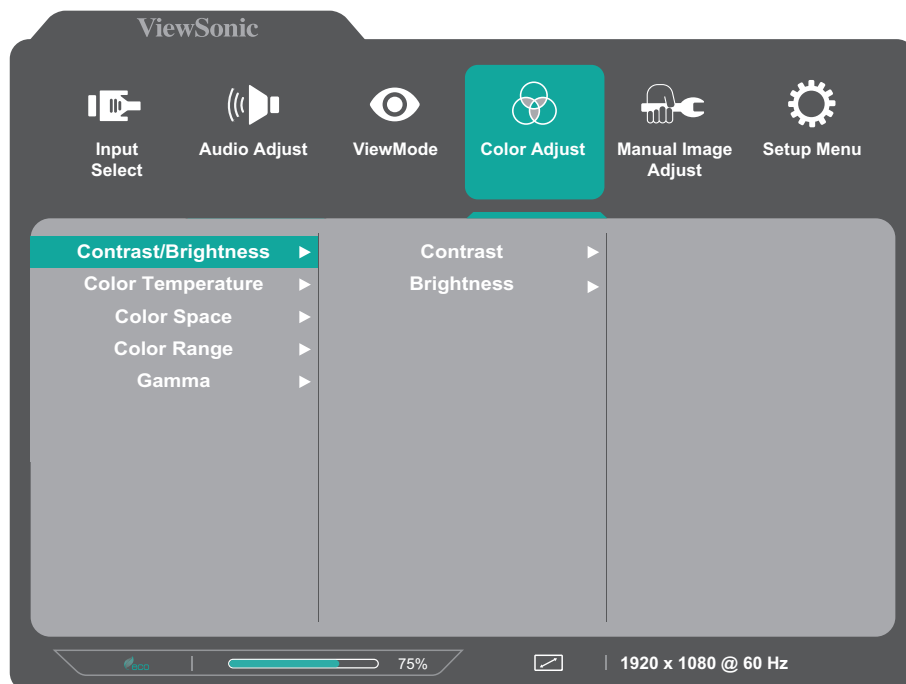 ViewSonic
Input Select
Audio Adjust
ViewMode
Color Adjust
Manual Image Adjust
Setup Menu
Contrast/Brightness
Color Temperature
Color Space
Color Range
Gamma
Contrast
Brightness
eco
75%
1920 x 1080 @ 60 Hz